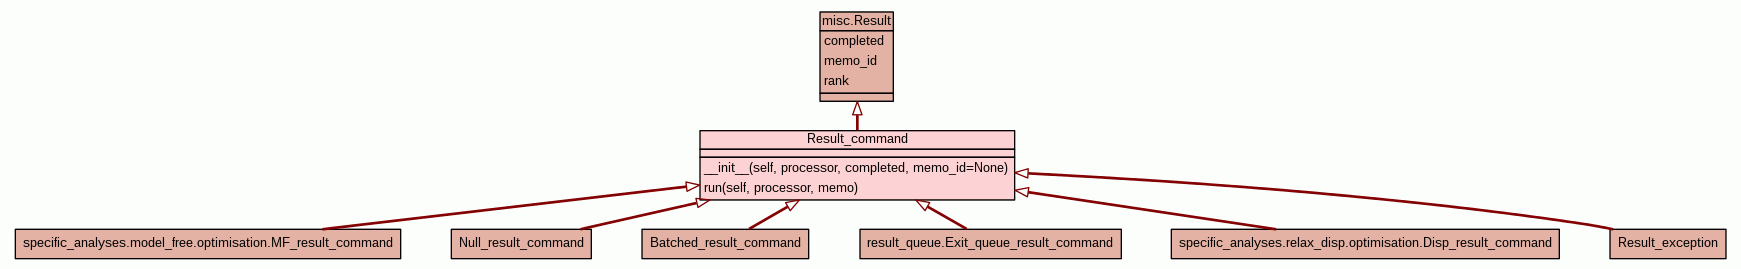 misc.Result
completed
memo_id
rank
Result_command
__init__(self, processor, completed, memo_id=None)
run(self, processor, memo)
specific_analyses.model_free.optimisation.MF_result_command
Null_result_command
Batched_result_command
result_queue.Exit_queue_result_command
specific_analyses.relax_disp.optimisation.Disp_result_command
Result_exception